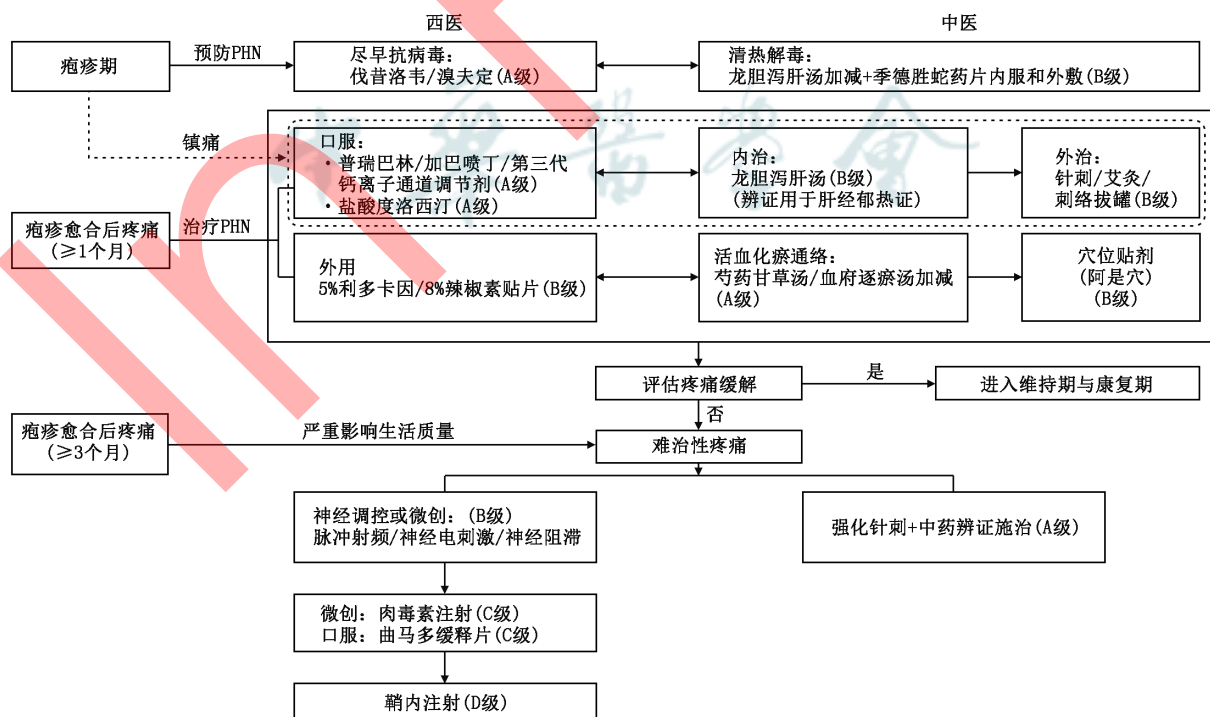 西医
中医
疱疹期
预防PHN
尽早抗病毒:
伐昔洛韦/溴夫定(A级)
清热解毒:
龙胆泻肝汤加减+季德胜蛇药片内服和外敷(B级)
镇痛
口服:
·普瑞巴林/加巴喷丁/第三代
钙离子通道调节剂(A级)
·盐酸度洛西汀(A级)
内治:
龙胆泻肝汤(B级)
(辨证用于肝经郁热证)
外治:
针刺/艾灸/
刺络拔罐(B级)
疱疹愈合后疼痛
(≥1个月)
治疗PHN
外用
5%利多卡因/8%辣椒素贴片(B级)
活血化瘀通络:
芍药甘草汤/血府逐瘀汤加减
(A级)
穴位贴剂
(阿是穴)
(B级)
评估疼痛缓解
是
进入维持期与康复期
否
疱疹愈合后疼痛
(≥3个月)
严重影响生活质量
难治性疼痛
神经调控或微创: (B级)
脉冲射频/神经电刺激/神经阻滞
强化针刺+中药辨证施治(A级)
微创: 肉毒素注射(C级)
口服: 曲马多缓释片(C级)
鞘内注射(D级)
中华医学会